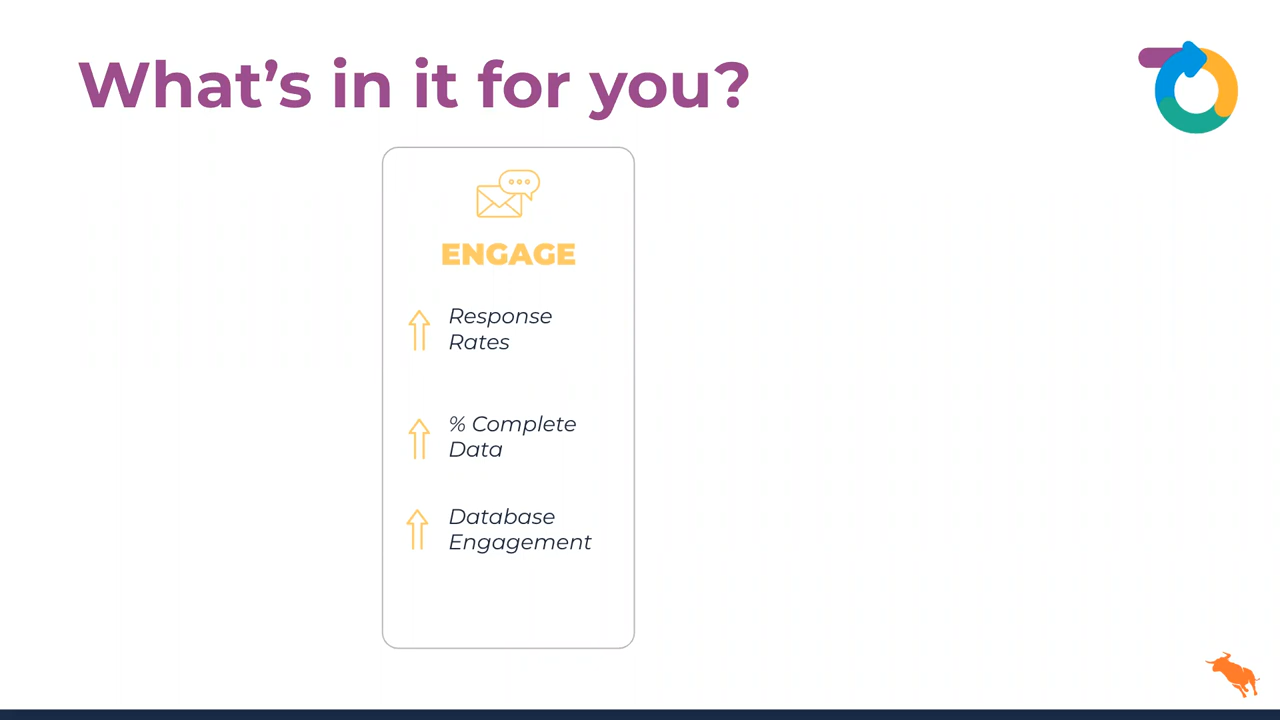 What’s in it for you?
ENGAGE
Response
Rates
% Complete
Data
Database
Engagement